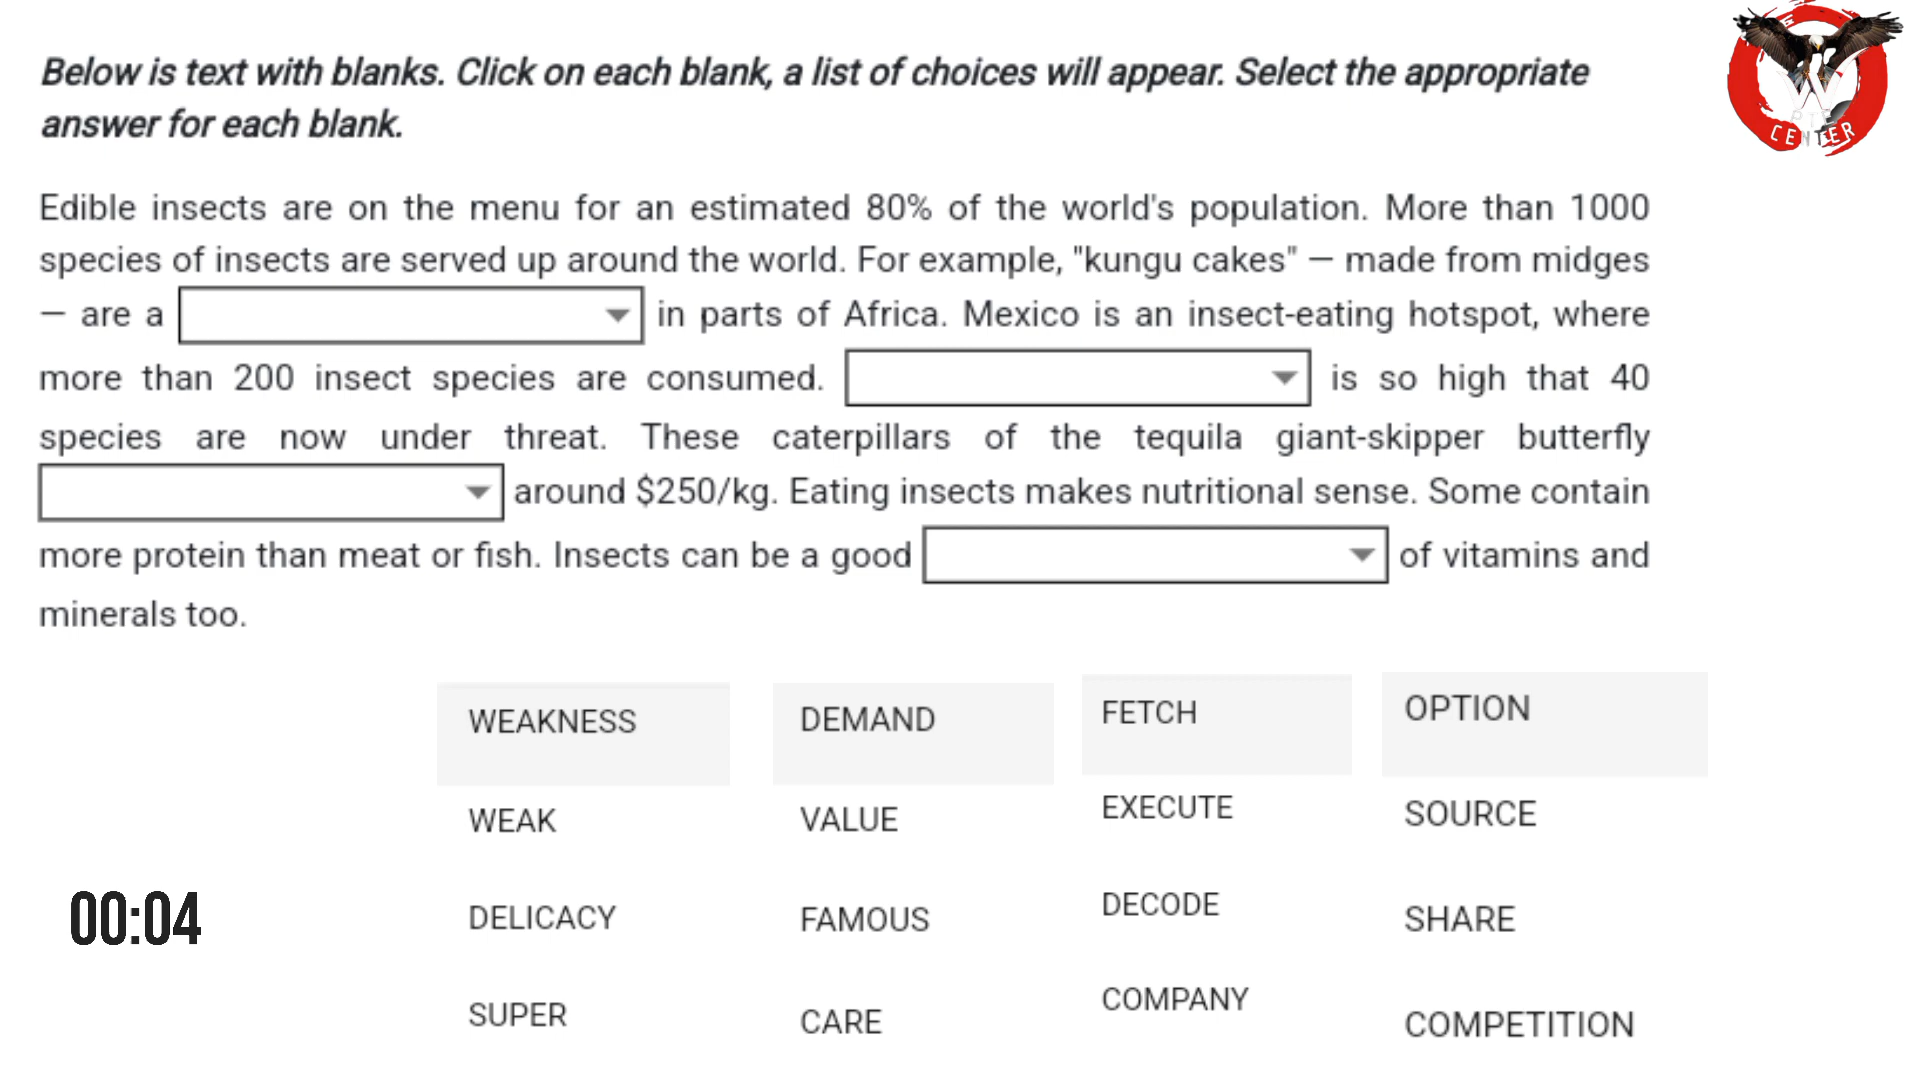 Below is text with blanks. Click on each blank, a list of choices will appear. Select the appropriate
answer for each blank.
Edible insects are on the menu for an estimated 80% of the world's population. More than 1000
species of insects are served up around the world. For example, "kungu cakes" — made from midges
— are a in parts of Africa. Mexico is an insect-eating hotspot, where
more than 200 insect species are consumed. is so high that 40
species are now under threat. These caterpillars of the tequila giant-skipper butterfly
around $250/kg. Eating insects makes nutritional sense. Some contain
more protein than meat or fish. Insects can be a good of vitamins and
minerals too.
WEAKNESS DEMAND FETCH OPTION
WEAK VALUE EXECUTE SOURCE
DELICACY FAMOUS DECODE SHARE
SUPER CARE COMPANY COMPETITION
00:04
CENTER